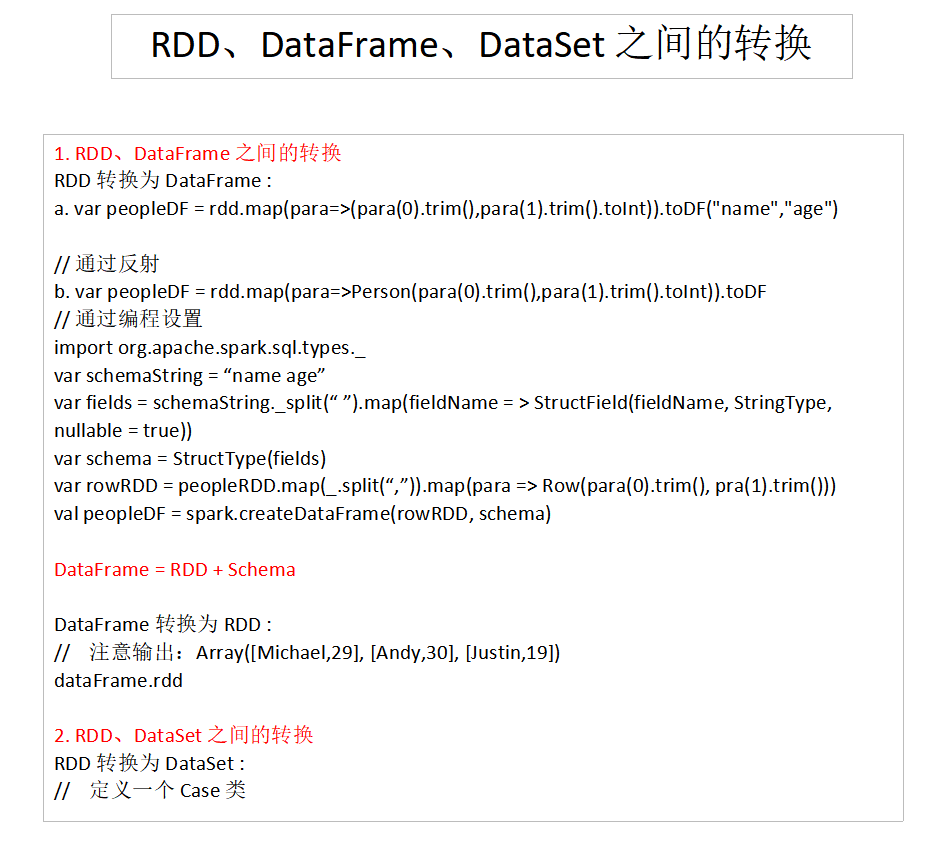 RDD、DataFrame、DataSet 之间的转换
1. RDD、DataFrame 之间的转换
RDD 转换为 DataFrame :
a. var peopleDF = rdd.map(para=>(para(0).trim(),para(1).trim().toInt)).toDF("name","age")
// 通过反射
b. var peopleDF = rdd.map(para=>Person(para(0).trim(),para(1).trim().toInt)).toDF
// 通过编程设置
import org.apache.spark.sql.types._
var schemaString = “name age”
var fields = schemaString._split(“ ”).map(fieldName = > StructField(fieldName, StringType,
nullable = true))
var schema = StructType(fields)
var rowRDD = peopleRDD.map(_.split(“,”)).map(para => Row(para(0).trim(), pra(1).trim()))
val peopleDF = spark.createDataFrame(rowRDD, schema)
DataFrame = RDD + Schema
DataFrame 转换为 RDD :
// 注意输出：Array([Michael,29], [Andy,30], [Justin,19])
dataFrame.rdd
2. RDD、DataSet 之间的转换
RDD 转换为 DataSet :
// 定义一个 Case 类